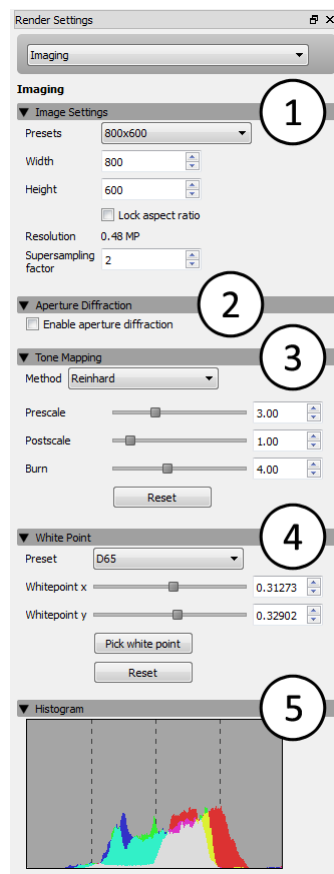 Render Settings
Imaging
Imaging
1
Image Settings
Presets 800x600
Width 800
Height 600
Lock aspect ratio
Resolution 0.48 MP
Supersampling
factor 2
2
Aperture Diffraction
Enable aperture diffraction
3
Tone Mapping
Method Reinhard
Prescale 3.00
Postscale 1.00
Burn 4.00
Reset
4
White Point
Preset D65
Whitepoint x 0.31273
Whitepoint y 0.32902
Pick white point
Reset
5
Histogram